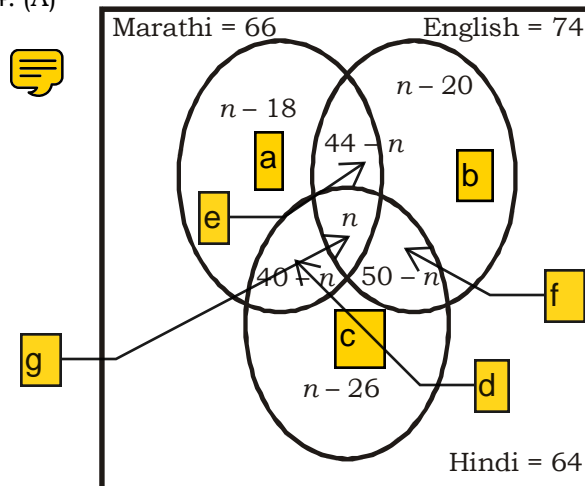 (A)
Marathi = 66 English = 74
n – 20
n – 18
44 – n
a
b
e
n
40 – n 50 – n
f
c
g
d
n – 26
Hindi = 64